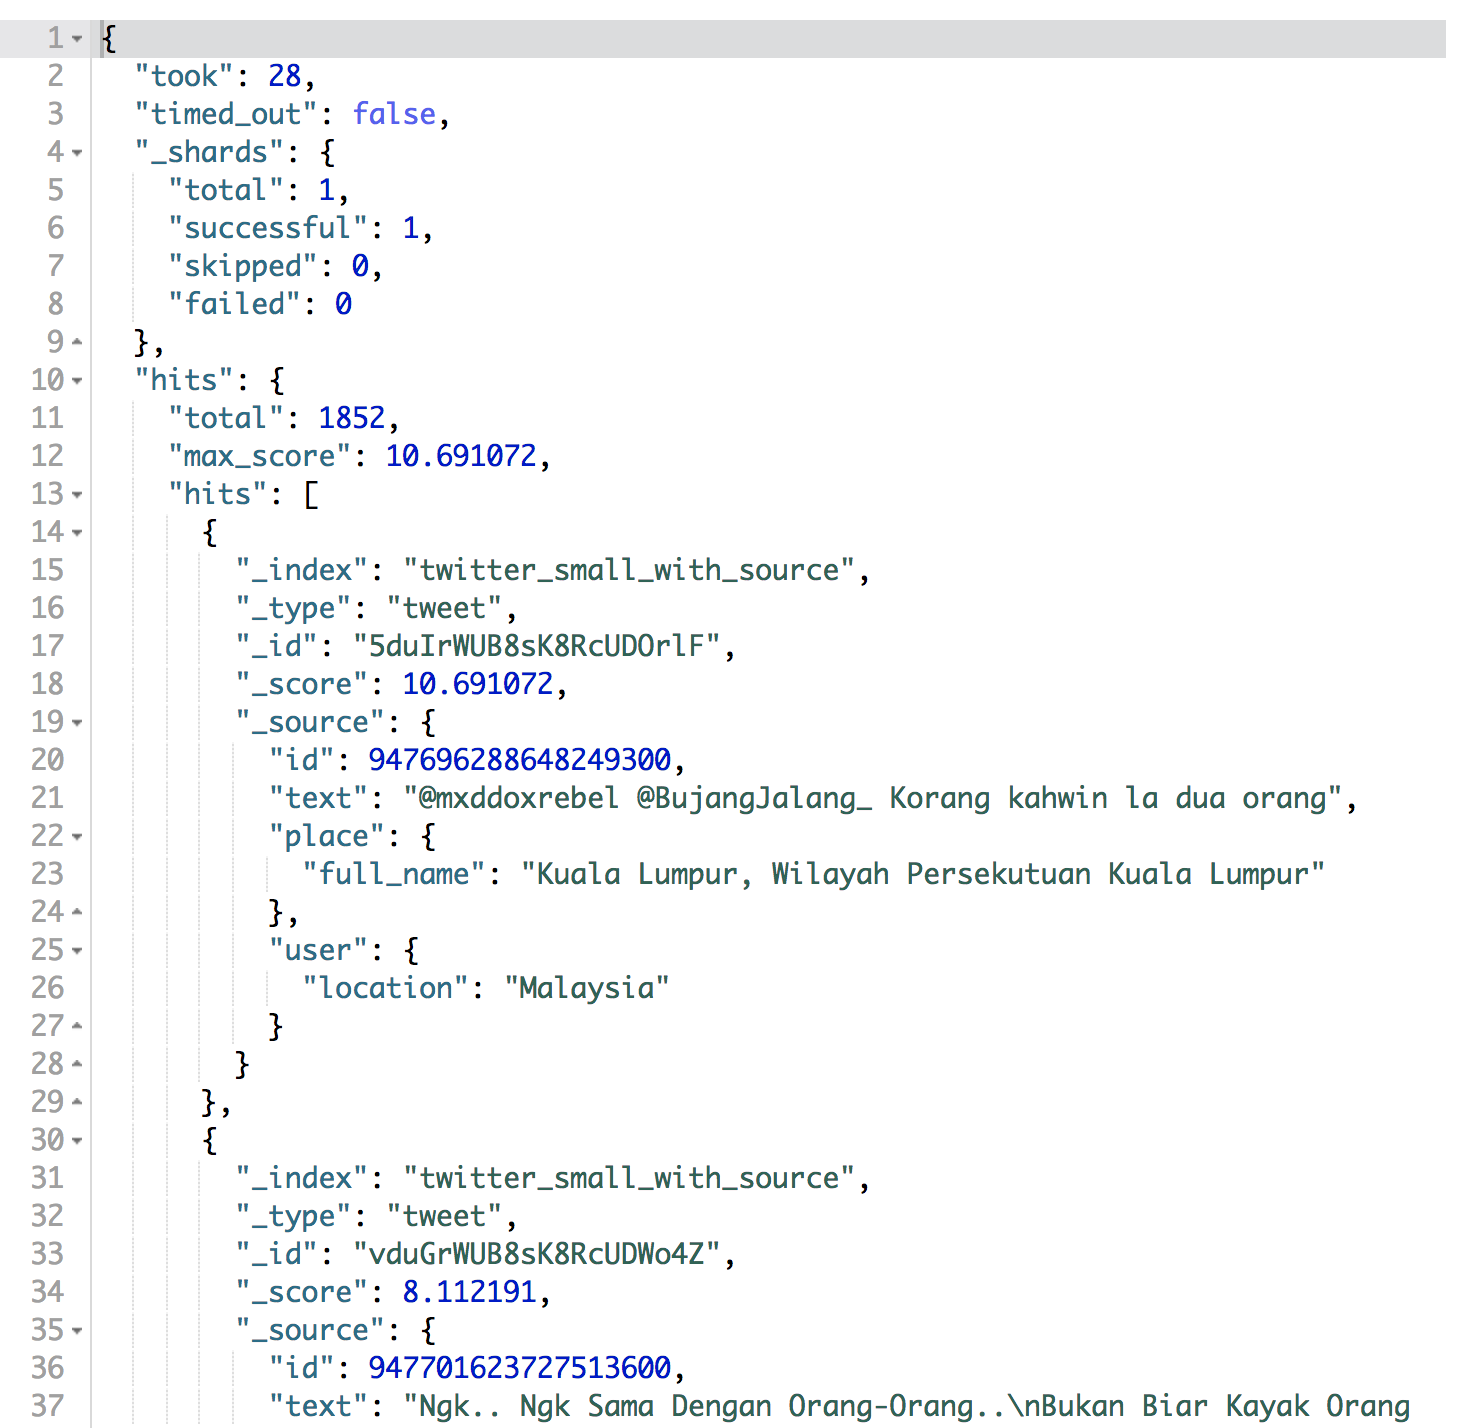 1 {
2 "took": 28,
3 "timed_out": false,
4 "_shards": {
5 "total": 1,
6 "successful": 1,
7 "skipped": 0,
8 "failed": 0
9 },
10 "hits": {
11 "total": 1852,
12 "max_score": 10.691072,
13 "hits": [
14 {
15 "_index": "twitter_small_with_source",
16 "_type": "tweet",
17 "_id": "5duIrWUB8sK8RcUDOrlF",
18 "_score": 10.691072,
19 "_source": {
20 "id": 947696288648249300,
21 "text": "@mxddoxrebel @BujangJalang_ Korang kahwin la dua orang",
22 "place": {
23 "full_name": "Kuala Lumpur, Wilayah Persekutuan Kuala Lumpur"
24 },
25 "user": {
26 "location": "Malaysia"
27 }
28 }
29 },
30 {
31 "_index": "twitter_small_with_source",
32 "_type": "tweet",
33 "_id": "vduGrWUB8sK8RcUDWo4Z",
34 "_score": 8.112191,
35 "_source": {
36 "id": 947701623727513600,
37 "text": "Ngk.. Ngk Sama Dengan Orang-Orang..\nBukan Biar Kayak Orang